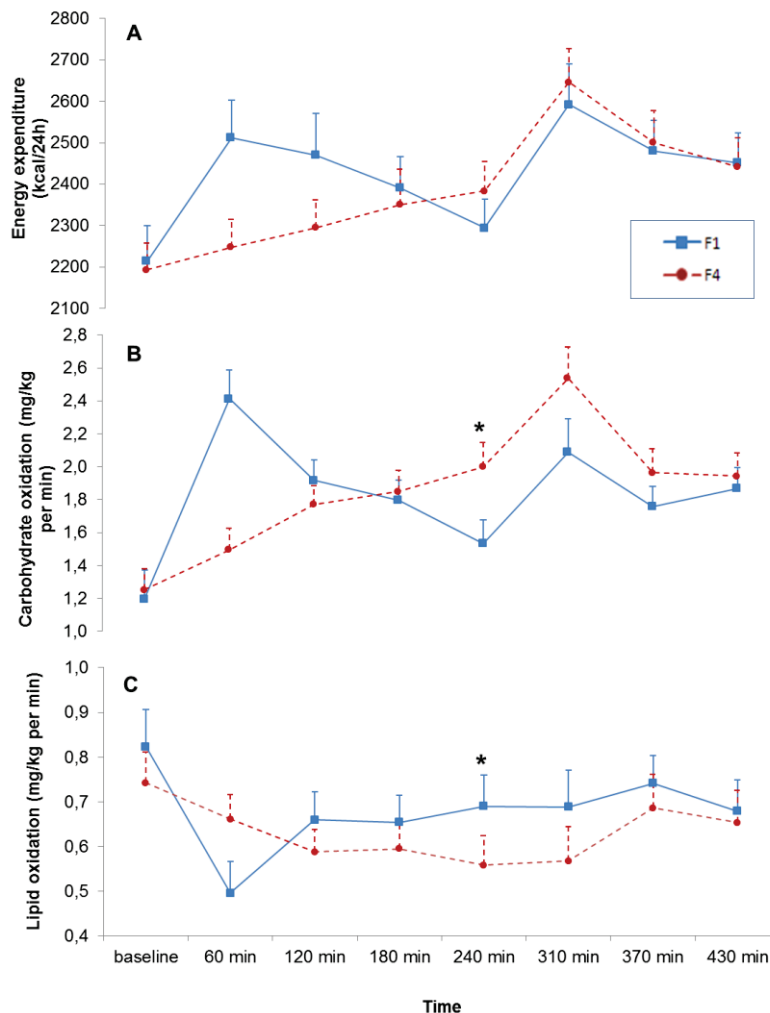 A
Energy expenditure
(kcal/24h)
2800
2700
2600
2500
2400
2300
2200
2100
F1
F4
B
Carbohydrate oxidation (mg/kg
per min)
2,8
2,6
2,4
2,2
2,0
1,8
1,6
1,4
1,2
1,0
*
C
Lipid oxidation (mg/kg per min)
1,0
0,9
0,8
0,7
0,6
0,5
0,4
*
baseline 60 min 120 min 180 min 240 min 310 min 370 min 430 min
Time